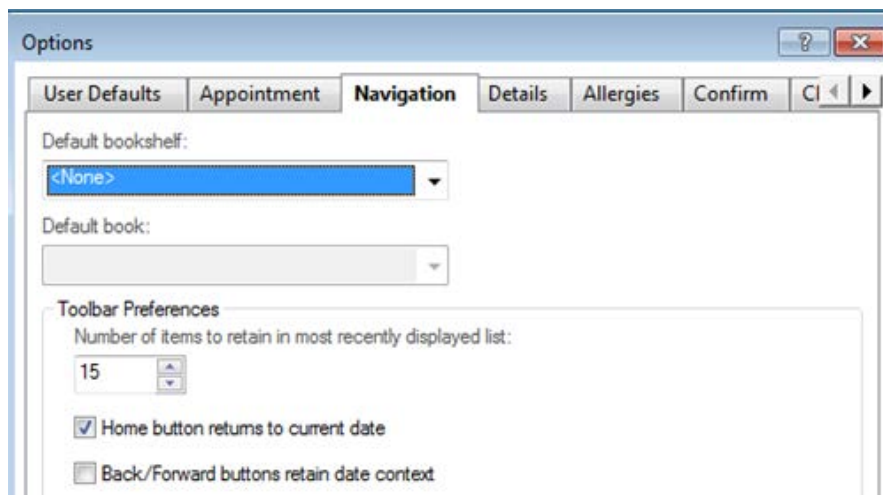 Options
User Defaults Appointment Navigation Details Allergies Confirm
Default bookshelf:
<None>
Default book:
Toolbar Preferences
Number of items to retain in most recently displayed list:
15
Home button returns to current date
Back/Forward buttons retain date context